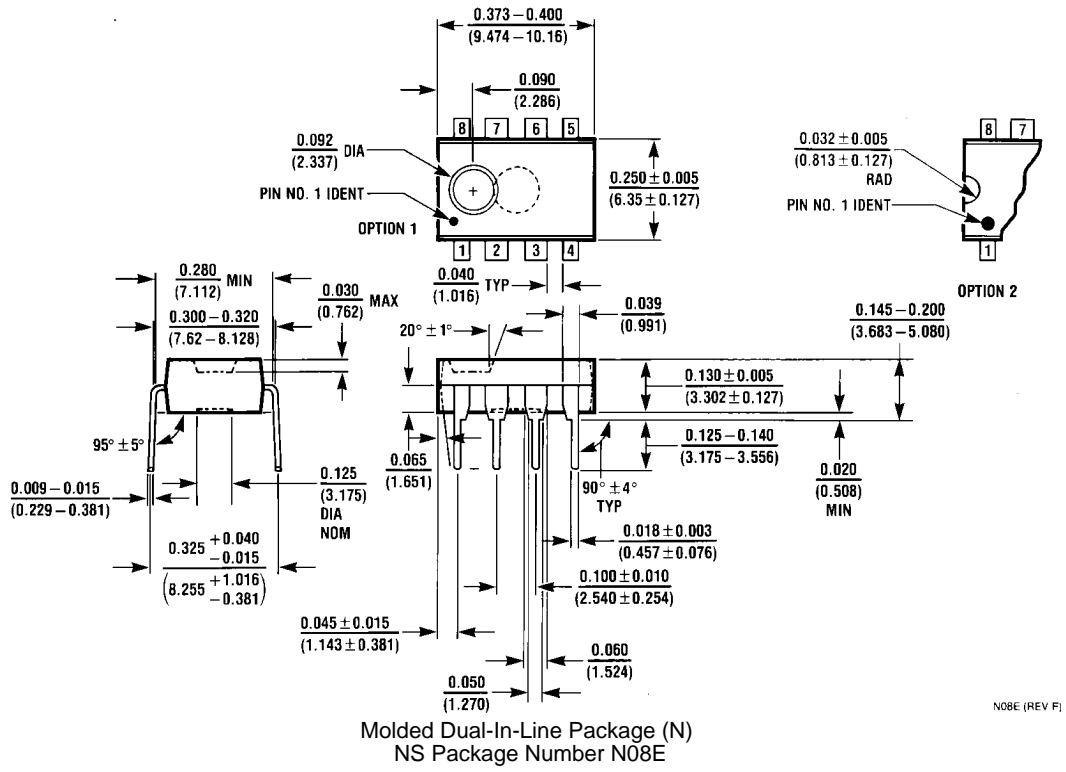 0.373 – 0.400
(9.474 – 10.16)
0.090
(2.286)
8 7 6 5
0.092
(2.337) DIA
PIN NO. 1 IDENT
OPTION 1
+
1 2 3 4
0.250 ± 0.005
(6.35 ± 0.127)
0.032 ± 0.005
(0.813 ± 0.127)
RAD
PIN NO. 1 IDENT
8 7
1
OPTION 2
0.280 MIN
(7.112)
0.300 – 0.320
(7.62 – 8.128)
0.030 MAX
(0.762)
0.040 TYP
(1.016)
0.039
(0.991)
20° ± 1°
0.145 – 0.200
(3.683 – 5.080)
0.130 ± 0.005
(3.302 ± 0.127)
95° ± 5°
0.065
(1.651)
0.125 – 0.140
(3.175 – 3.556)
0.020
(0.508)
MIN
90° ± 4°
TYP
0.009 – 0.015
(0.229 – 0.381)
0.125
(3.175)
DIA
NOM
0.018 ± 0.003
(0.457 ± 0.076)
0.325 +0.040
–0.015
(8.255 +1.016
–0.381)
0.100 ± 0.010
(2.540 ± 0.254)
0.045 ± 0.015
(1.143 ± 0.381)
0.060
(1.524)
0.050
(1.270)
N08E (REV F)
Molded Dual-In-Line Package (N)
NS Package Number N08E